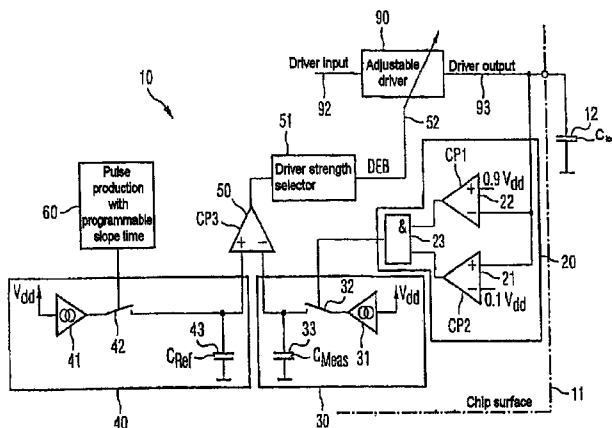 90
Driver input
Adjustable
driver
Driver output
92
93
10
12
C_io
51
52
Driver strength
selector
DEB
CP1
0.9 V_dd
22
50
CP3
60
Pulse
production
with
programmable
slope time
+
−
&
23
+
−
20
+
−
21
0.1 V_dd
CP2
V_dd
32
V_dd
41
42
43
C_Ref
33
C_Meas
31
40
30
Chip surface
11